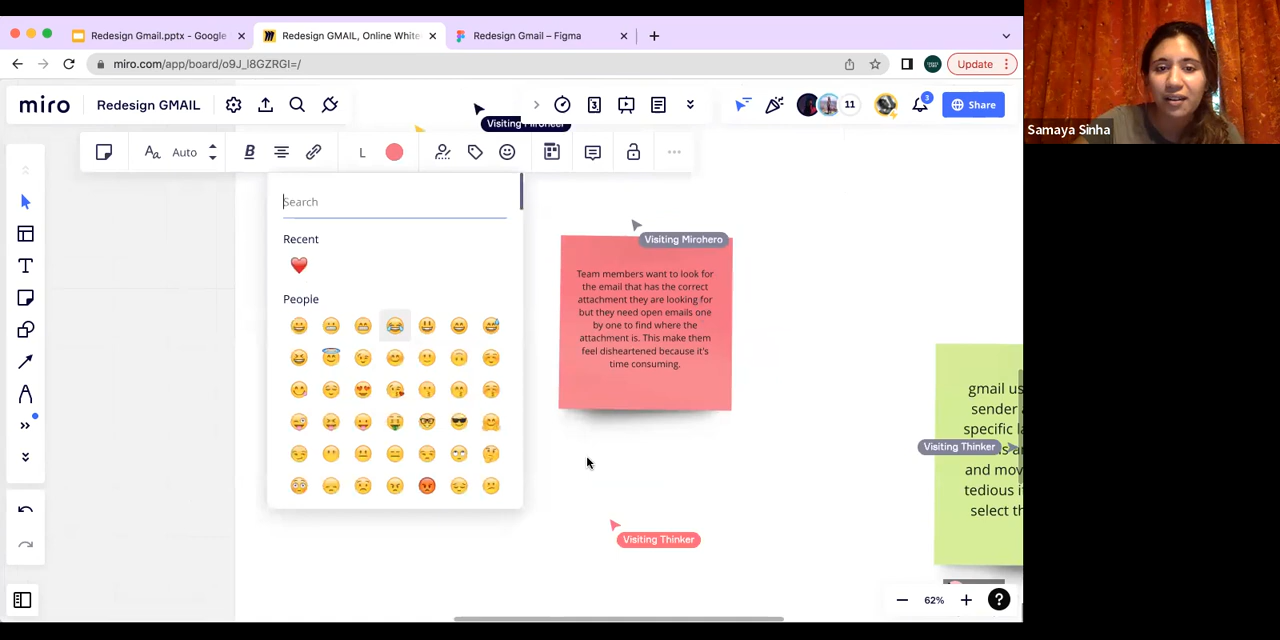 Redesign Gmail.pptx - Google
Redesign GMAIL, Online White
Redesign Gmail – Figma
miro.com/app/board/o9J_l8GZRGI=/
Update
miro
Redesign GMAIL
3
11
3
Share
Visiting Mironeer
Auto
B
L
Search
Recent
People
Visiting Mirohero
Team members want to look for
the email that has the correct
attachment they are looking for
but they need open emails one
by one to find where the
attachment is. This make them
feel disheartened because it's
time consuming.
gmail us
sender
specific la
Visiting Thinker
and mov
tedious i
select th
Visiting Thinker
62%
?
Samaya Sinha